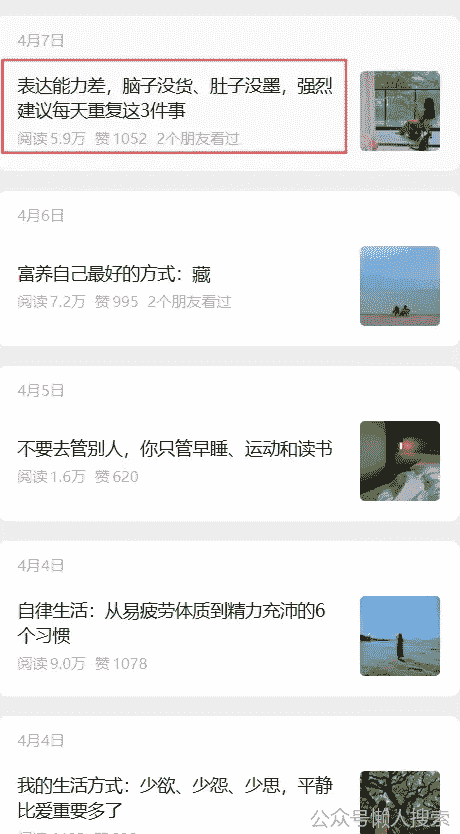 4月7日
表达能力差，脑子没货、肚子没墨，强烈
建议每天重复这3件事
阅读 5.9万 赞 1052 2个朋友看过
4月6日
富养自己最好的方式：藏
阅读 7.2万 赞 995 2个朋友看过
4月5日
不要去管别人，你只管早睡、运动和读书
阅读 1.6万 赞 620
4月4日
自律生活：从易疲劳体质到精力充沛的6
个习惯
阅读 9.0万 赞 1078
4月4日
我的生活方式：少欲、少怨、少思，平静
比爱重要多了
公众号懒人搜索